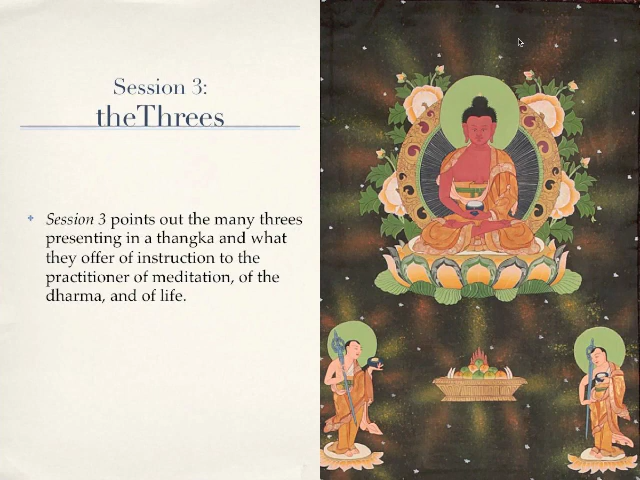 Session 3:
theThrees
Session 3 points out the many threes
presenting in a thangka and what
they offer of instruction to the
practitioner of meditation, of the
dharma, and of life.